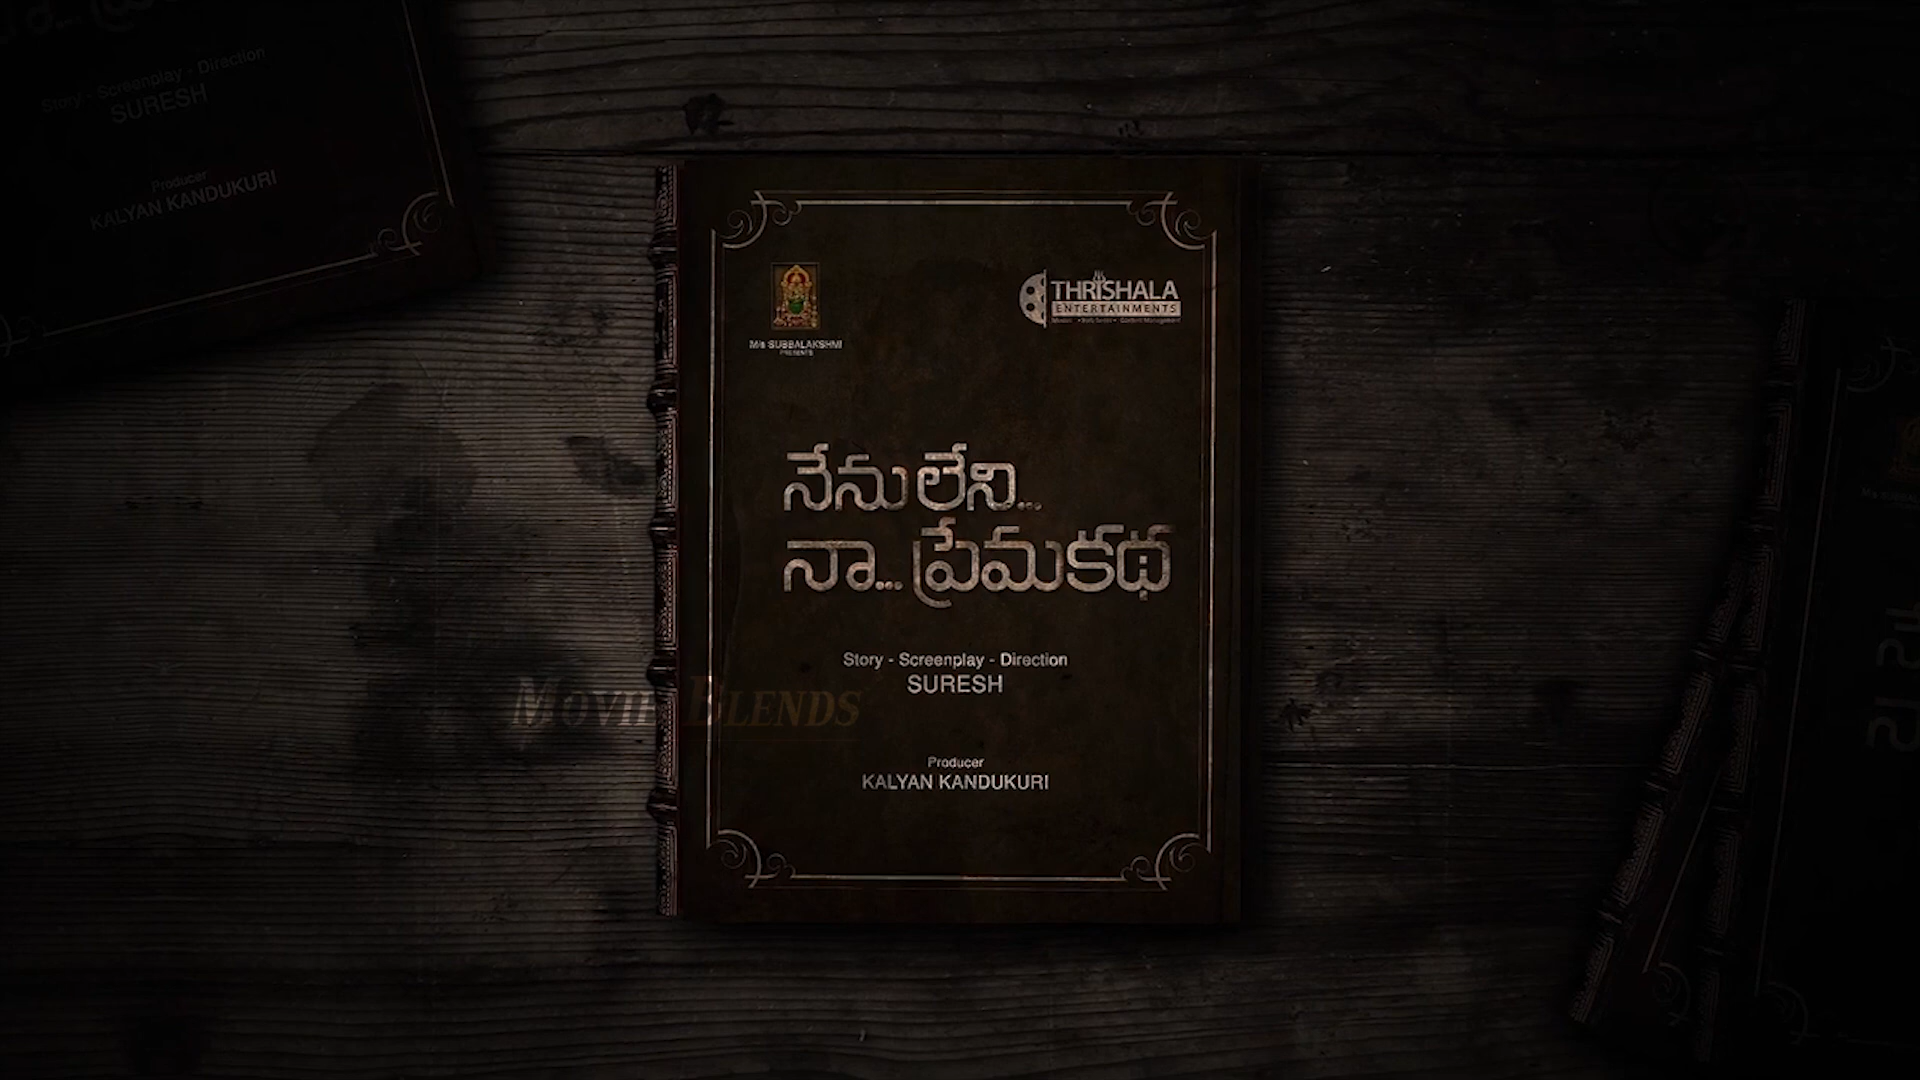 Story - Screenplay - Direction
SURESH
Producer
KALYAN KANDUKURI
M/s SUBBALAKSHMI
PRESENTS
THRISHALA
ENTERTAINMENTS
నేను లేని...
నా... ప్రేమకథ
Story - Screenplay - Direction
SURESH
MOVIE BLENDS
Producer
KALYAN KANDUKURI